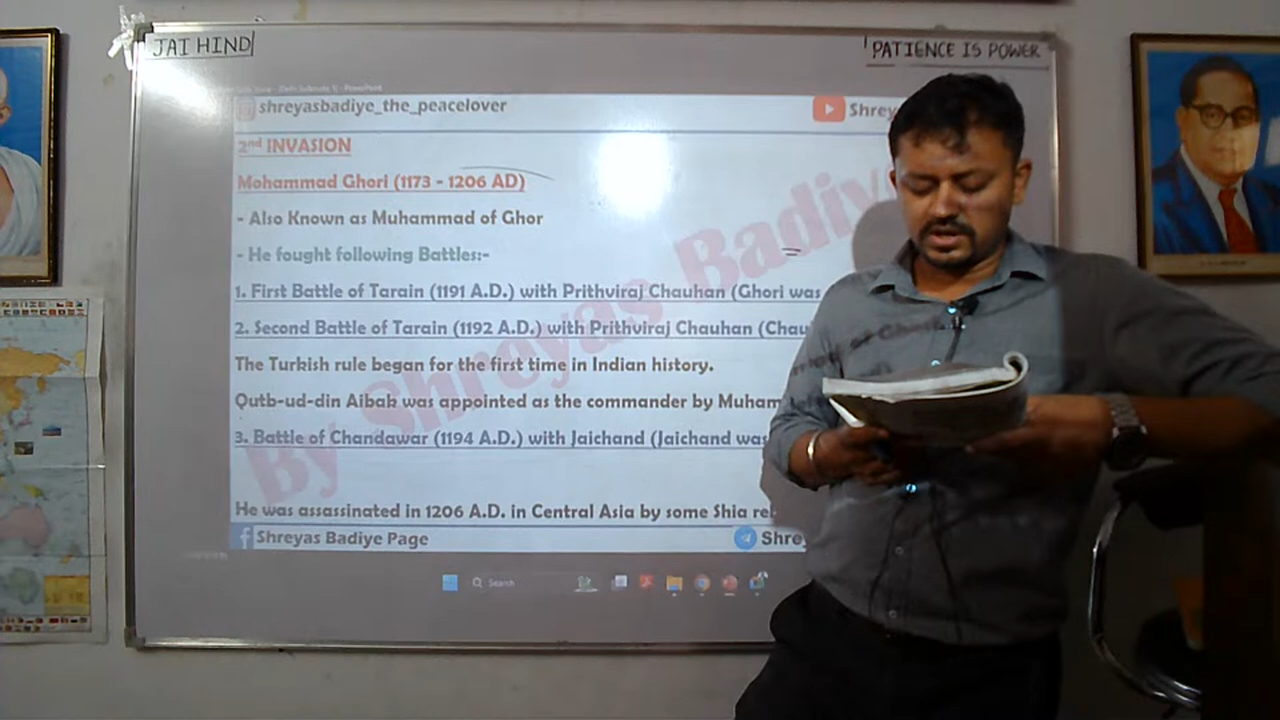 JAI HIND
PATIENCE IS POWER
shreyasbadiye_the_peacelover
Shrey
2nd INVASION
Mohammad Ghori (1173 - 1206 AD)
- Also Known as Muhammad of Ghor
- He fought following Battles:-
1. First Battle of Tarain (1191 A.D.) with Prithviraj Chauhan (Ghori was
2. Second Battle of Tarain (1192 A.D.) with Prithviraj Chauhan (Chau
The Turkish rule began for the first time in Indian history.
Qutb-ud-din Aibak was appointed as the commander by Muham
3. Battle of Chandawar (1194 A.D.) with Jaichand (Jaichand was
He was assassinated in 1206 A.D. in Central Asia by some Shia re
By Shreyas Badiye
Shreyas Badiye Page
Shre
Search